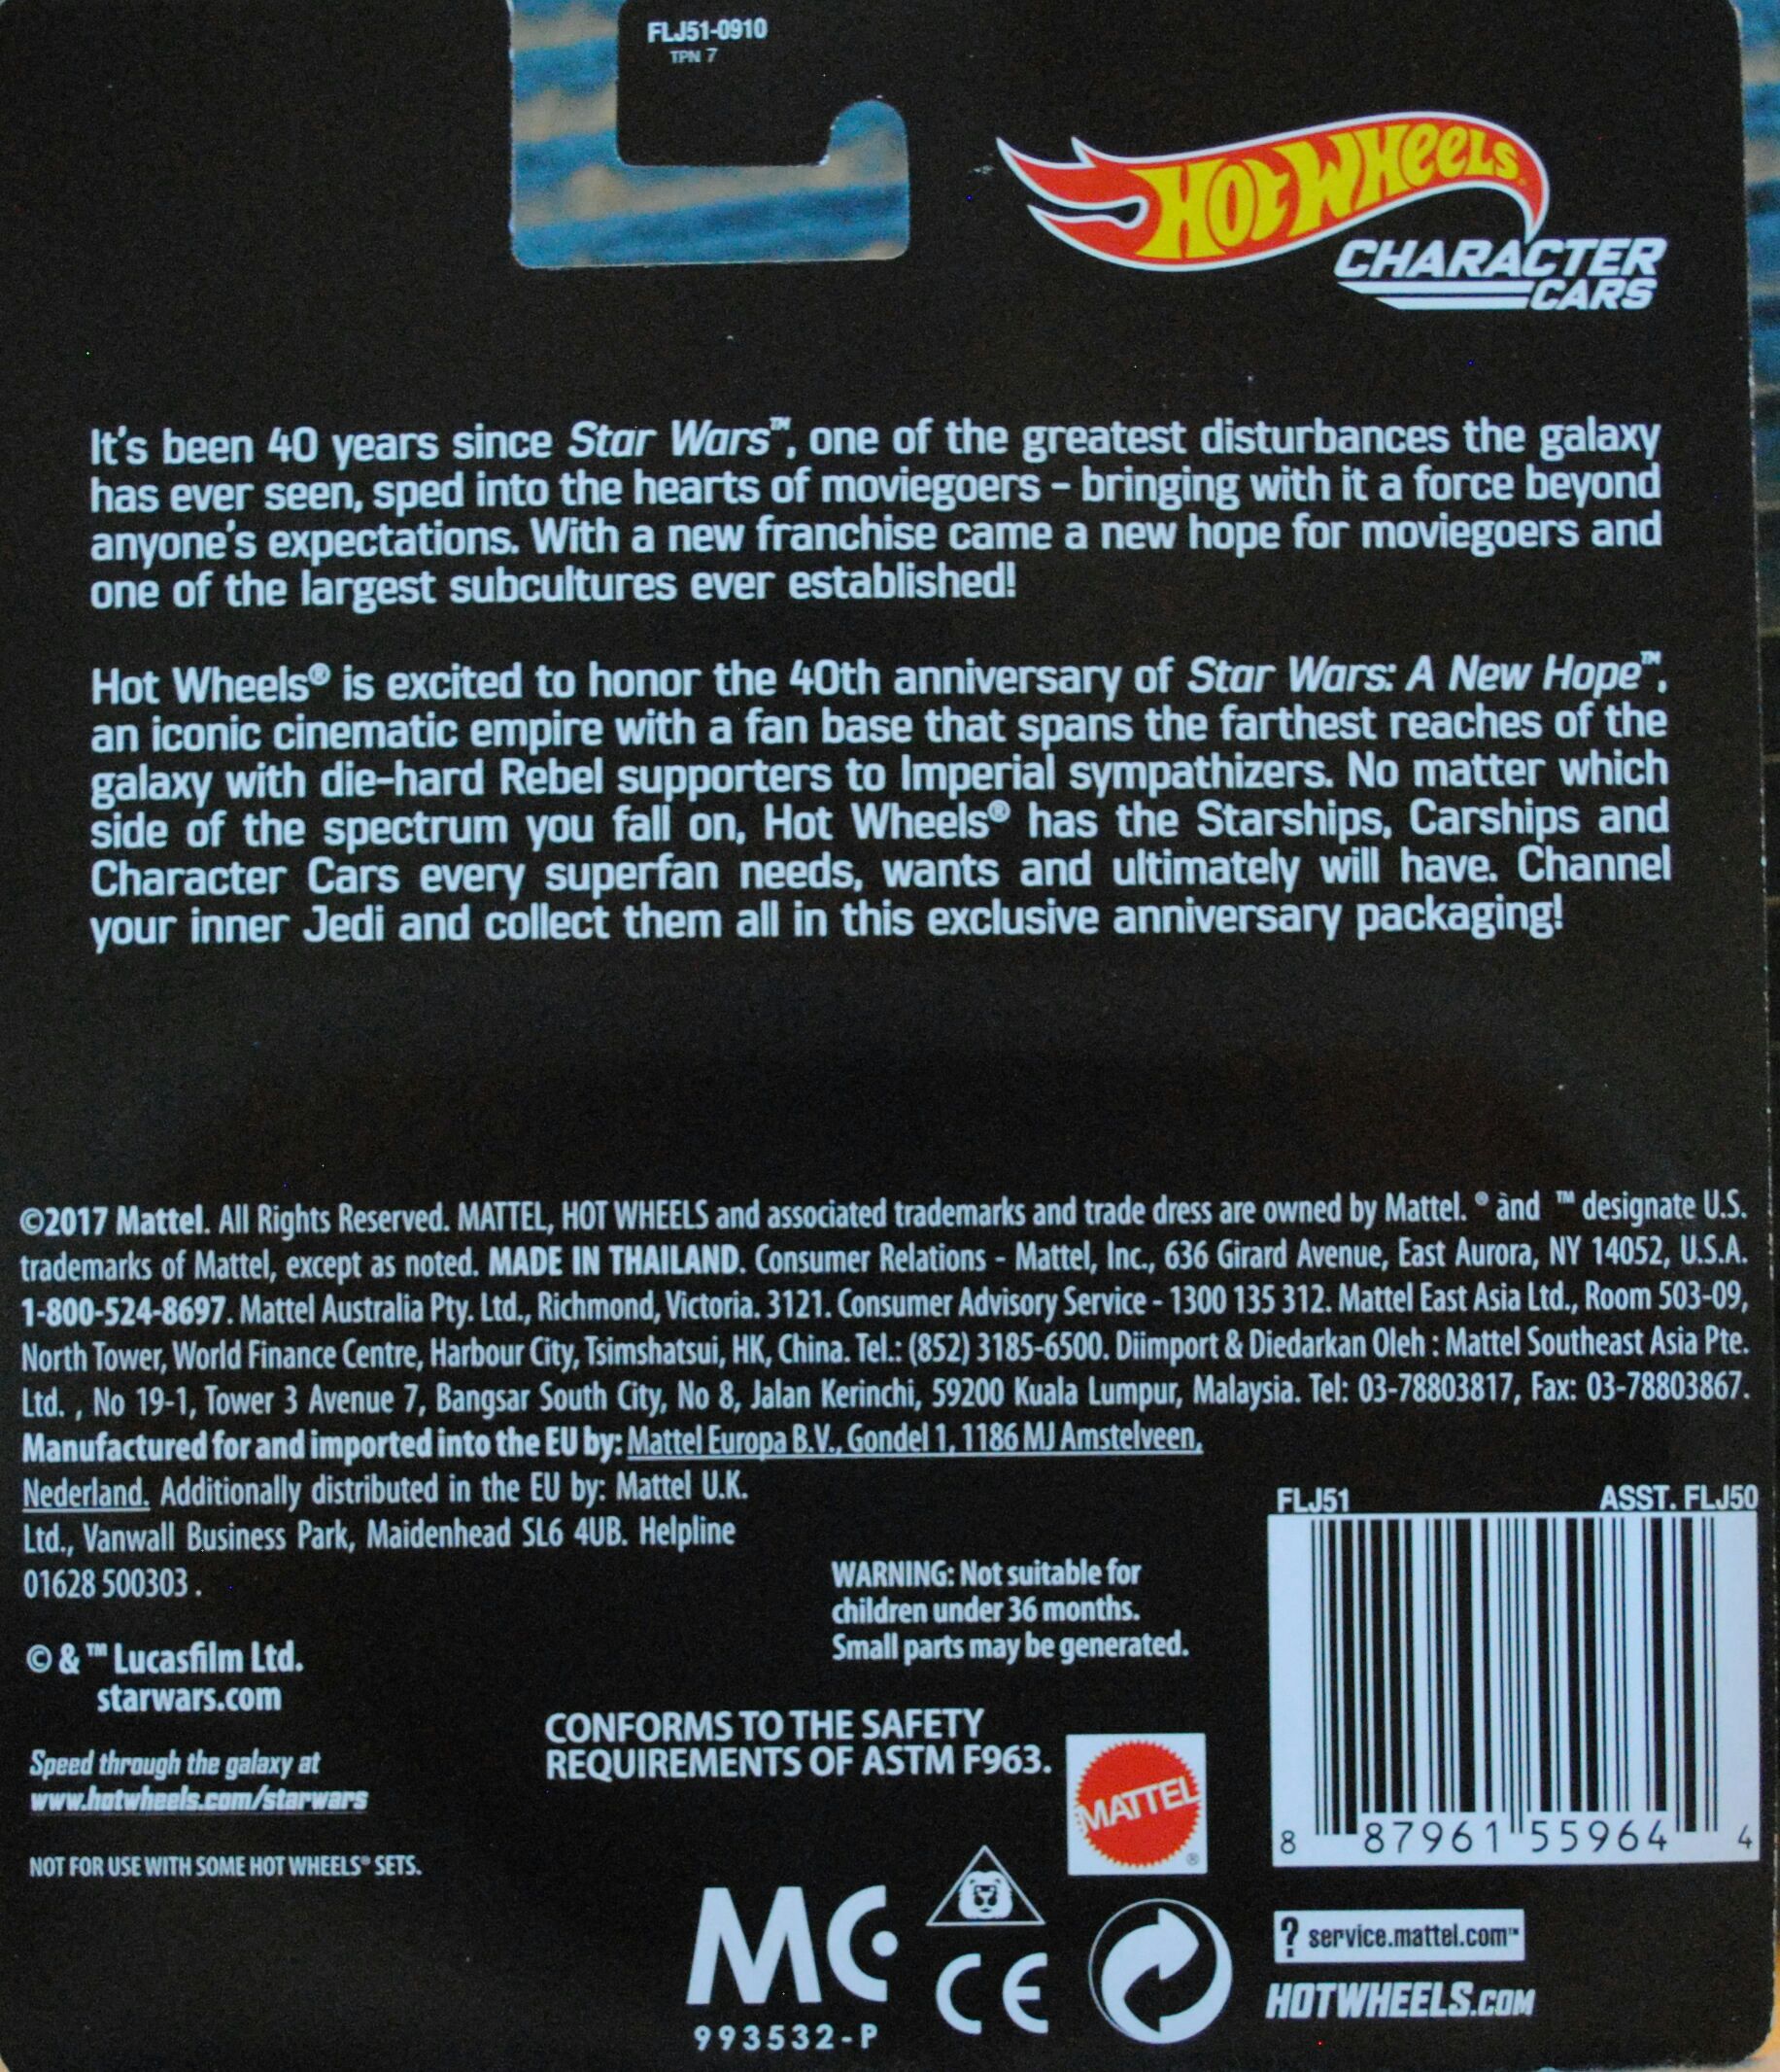 FLJ51-0910
TPN 7
HOT WHEELS
CHARACTER
CARS
It's been 40 years since Star Wars™, one of the greatest disturbances the galaxy
has ever seen, sped into the hearts of moviegoers – bringing with it a force beyond
anyone's expectations. With a new franchise came a new hope for moviegoers and
one of the largest subcultures ever established!
Hot Wheels® is excited to honor the 40th anniversary of Star Wars: A New Hope™,
an iconic cinematic empire with a fan base that spans the farthest reaches of the
galaxy with die-hard Rebel supporters to Imperial sympathizers. No matter which
side of the spectrum you fall on, Hot Wheels® has the Starships, Carships and
Character Cars every superfan needs, wants and ultimately will have. Channel
your inner Jedi and collect them all in this exclusive anniversary packaging!
©2017 Mattel. All Rights Reserved. MATTEL, HOT WHEELS and associated trademarks and trade dress are owned by Mattel. ® and ™ designate U.S.
trademarks of Mattel, except as noted. MADE IN THAILAND. Consumer Relations - Mattel, Inc., 636 Girard Avenue, East Aurora, NY 14052, U.S.A.
1-800-524-8697. Mattel Australia Pty. Ltd., Richmond, Victoria. 3121. Consumer Advisory Service - 1300 135 312. Mattel East Asia Ltd., Room 503-09,
North Tower, World Finance Centre, Harbour City, Tsimshatsui, HK, China. Tel.: (852) 3185-6500. Diimport & Diedarkan Oleh : Mattel Southeast Asia Pte.
Ltd. , No 19-1, Tower 3 Avenue 7, Bangsar South City, No 8, Jalan Kerinchi, 59200 Kuala Lumpur, Malaysia. Tel: 03-78803817, Fax: 03-78803867.
Manufactured for and imported into the EU by: Mattel Europa B.V., Gondel 1, 1186 MJ Amstelveen,
Nederland. Additionally distributed in the EU by: Mattel U.K.
Ltd., Vanwall Business Park, Maidenhead SL6 4UB. Helpline
01628 500303 .
© & ™ Lucasfilm Ltd.
starwars.com
Speed through the galaxy at
www.hotwheels.com/starwars
NOT FOR USE WITH SOME HOT WHEELS® SETS.
WARNING: Not suitable for
children under 36 months.
Small parts may be generated.
CONFORMS TO THE SAFETY
REQUIREMENTS OF ASTM F963.
MATTEL ®
FLJ51 ASST. FLJ50
8 87961 55964 4
MC
993532-P
CE
? service.mattel.com™
HOTWHEELS.COM